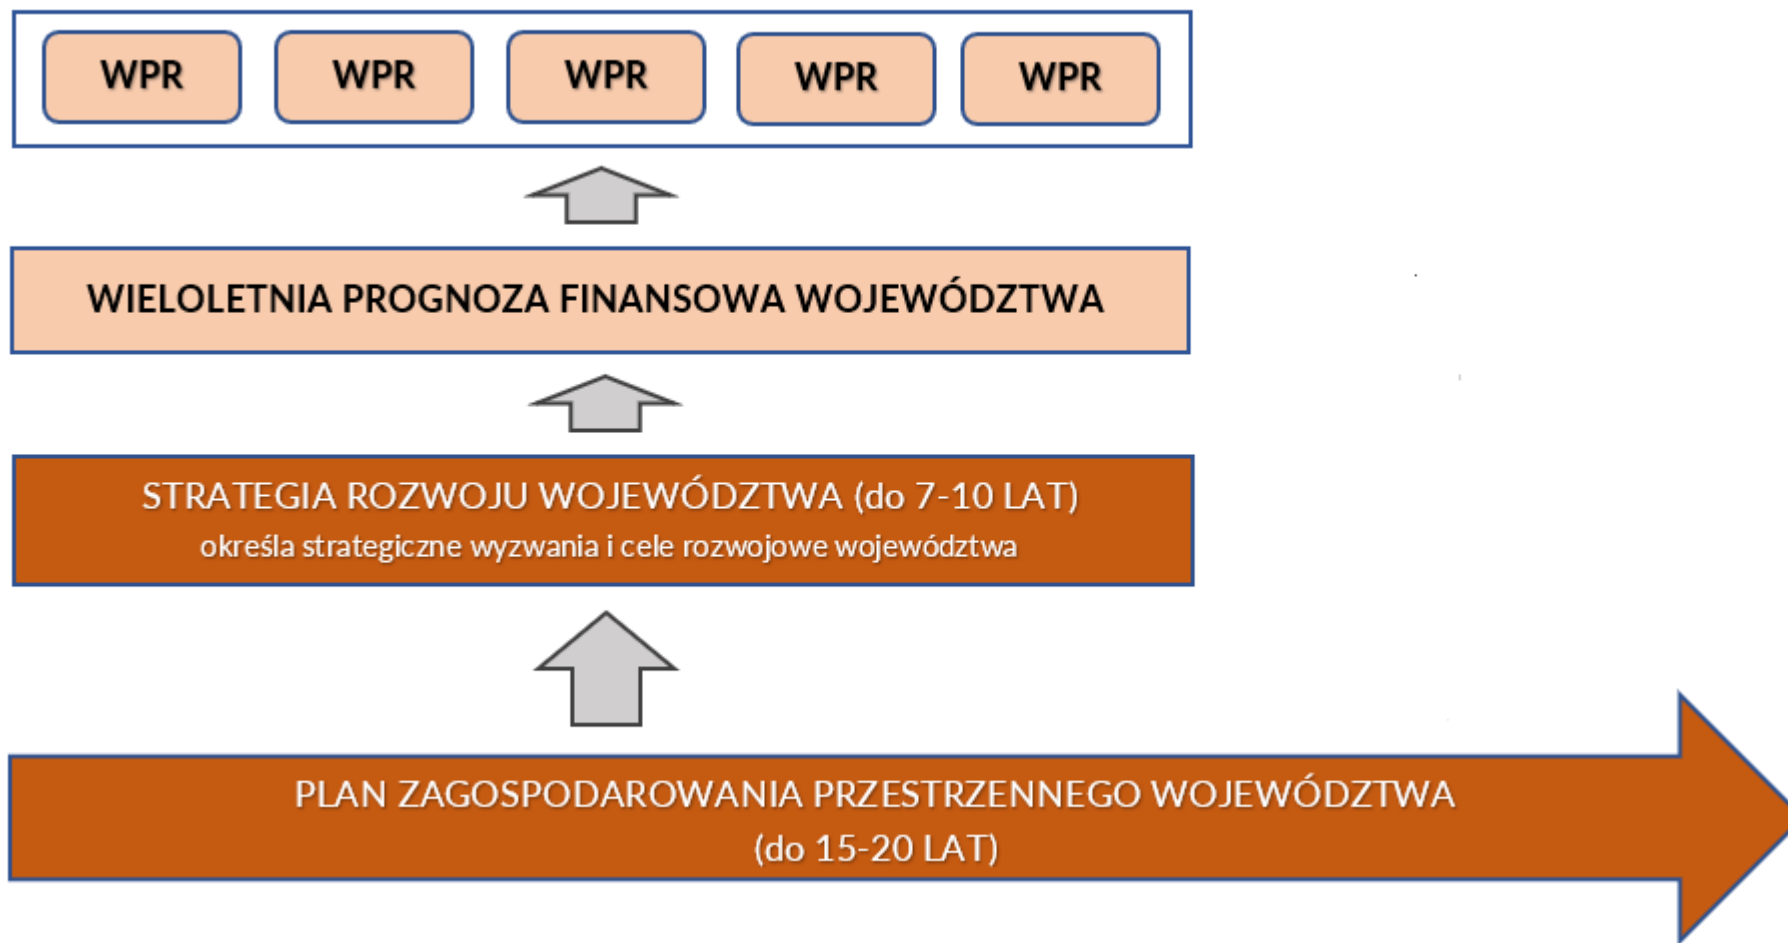 WPR WPR WPR WPR WPR
WIELOLETNIA PROGNOZA FINANSOWA WOJEWÓDZTWA
STRATEGIA ROZWOJU WOJEWÓDZTWA (do 7-10 LAT)
określa strategiczne wyzwania i cele rozwojowe województwa
PLAN ZAGOSPODAROWANIA PRZESTRZENNEGO WOJEWÓDZTWA
(do 15-20 LAT)